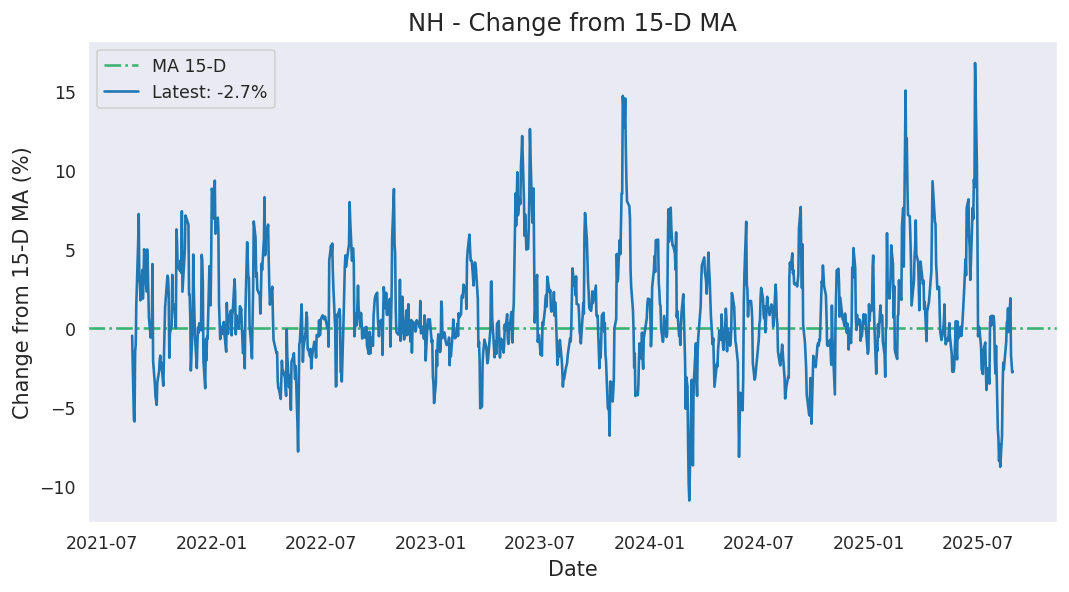 NH - Change from 15-D MA
MA 15-D
Latest: -2.7%
Change from 15-D MA (%)
15
10
5
0
−5
−10
2021-07 2022-01 2022-07 2023-01 2023-07 2024-01 2024-07 2025-01 2025-07
Date